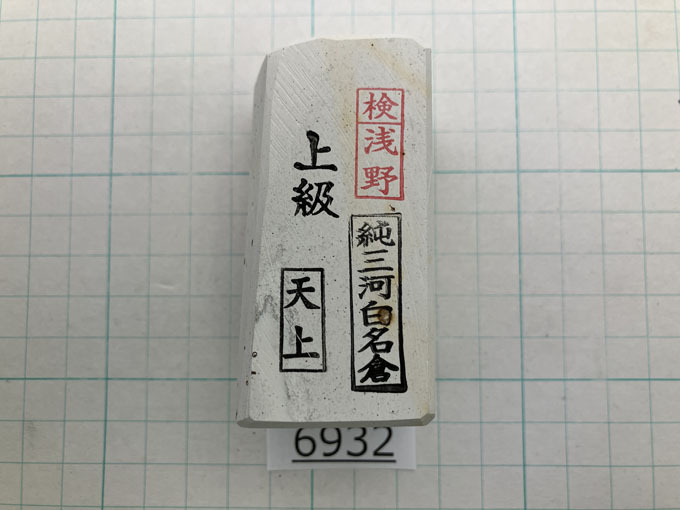 検
浅野
純三河白名倉
上級
天上
6932